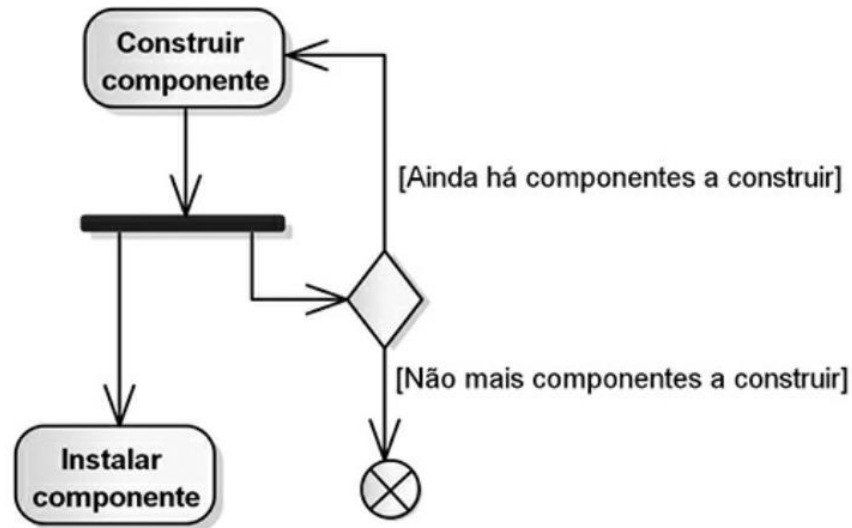 Construir
componente
[Ainda há componentes a construir]
[Não mais componentes a construir]
Instalar
componente